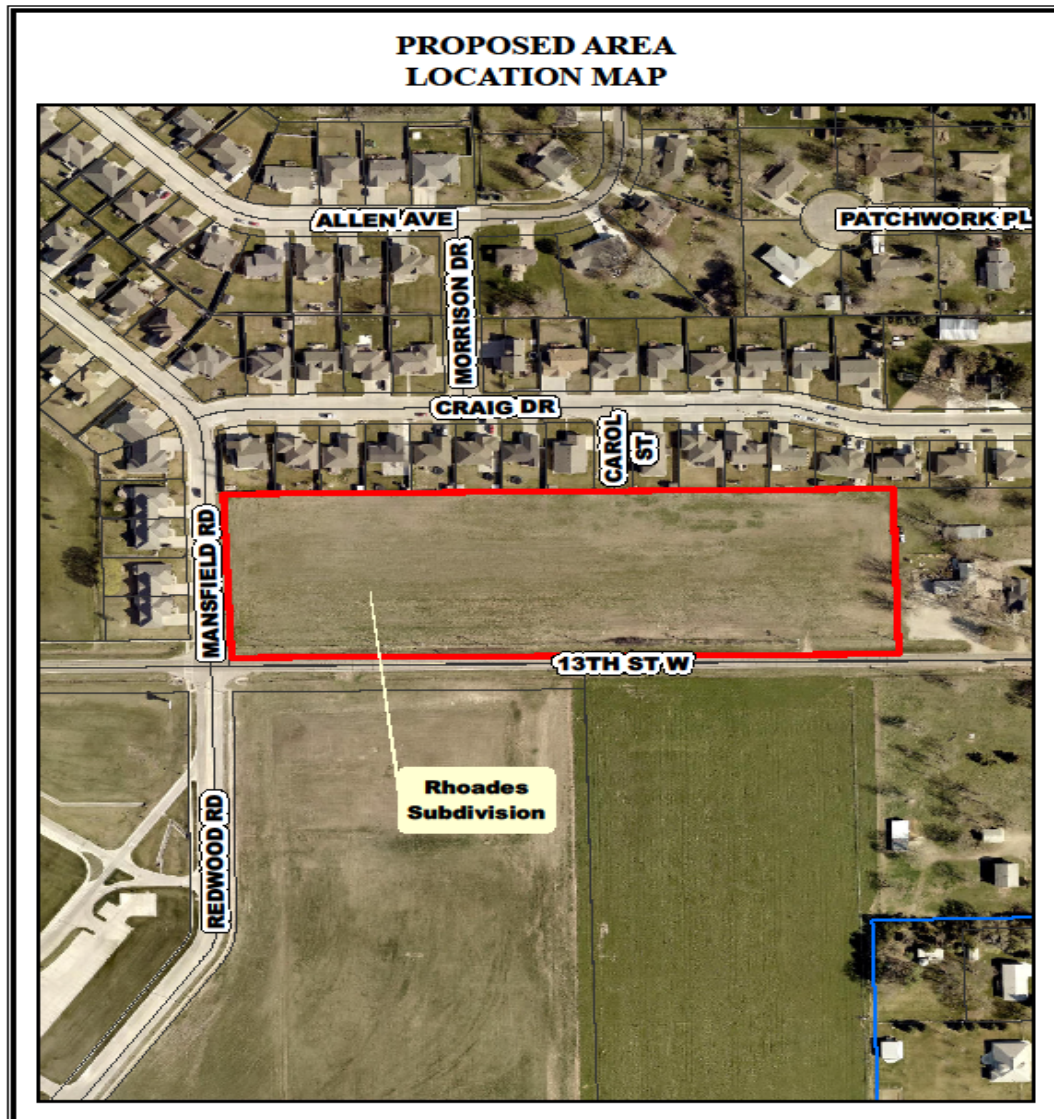 PROPOSED AREA
LOCATION MAP
ALLEN AVE
PATCHWORK PL
MORRISON DR
CRAIG DR
CAROL
ST
MANSFIELD RD
13TH ST W
Rhoades
Subdivision
REDWOOD RD